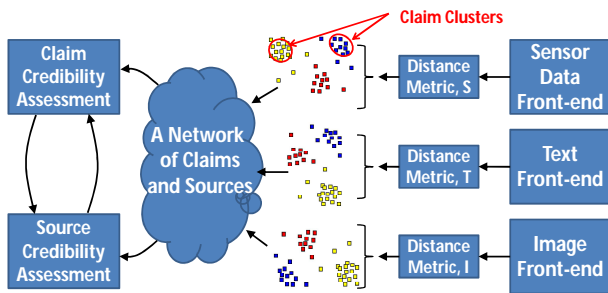 Claim Clusters
Claim
Credibility
Assessment
Source
Credibility
Assessment
A Network
of Claims
and Sources
Distance
Metric, S
Sensor
Data
Front-end
Distance
Metric, T
Text
Front-end
Distance
Metric, I
Image
Front-end